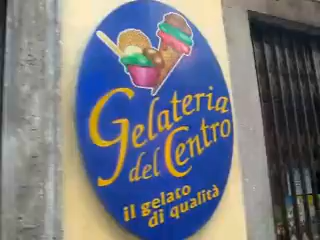 Gelateria
del Centro
il gelato
di qualità